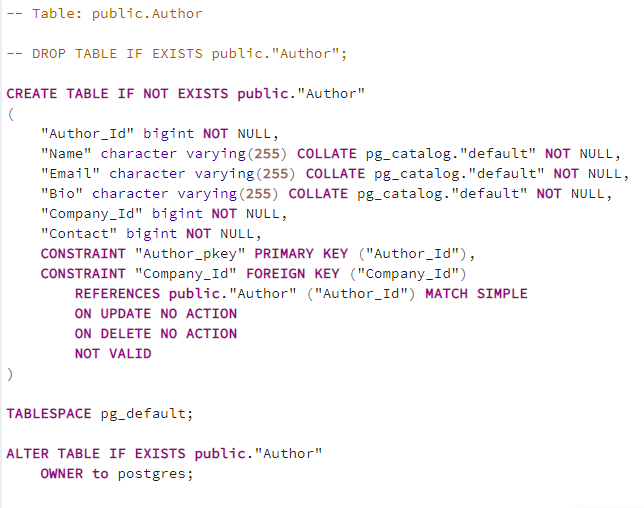 -- Table: public.Author
-- DROP TABLE IF EXISTS public."Author";
CREATE TABLE IF NOT EXISTS public."Author"
(
    "Author_Id" bigint NOT NULL,
    "Name" character varying(255) COLLATE pg_catalog."default" NOT NULL,
    "Email" character varying(255) COLLATE pg_catalog."default" NOT NULL,
    "Bio" character varying(255) COLLATE pg_catalog."default" NOT NULL,
    "Company_Id" bigint NOT NULL,
    "Contact" bigint NOT NULL,
    CONSTRAINT "Author_pkey" PRIMARY KEY ("Author_Id"),
    CONSTRAINT "Company_Id" FOREIGN KEY ("Company_Id")
        REFERENCES public."Author" ("Author_Id") MATCH SIMPLE
        ON UPDATE NO ACTION
        ON DELETE NO ACTION
        NOT VALID
)
TABLESPACE pg_default;
ALTER TABLE IF EXISTS public."Author"
    OWNER to postgres;